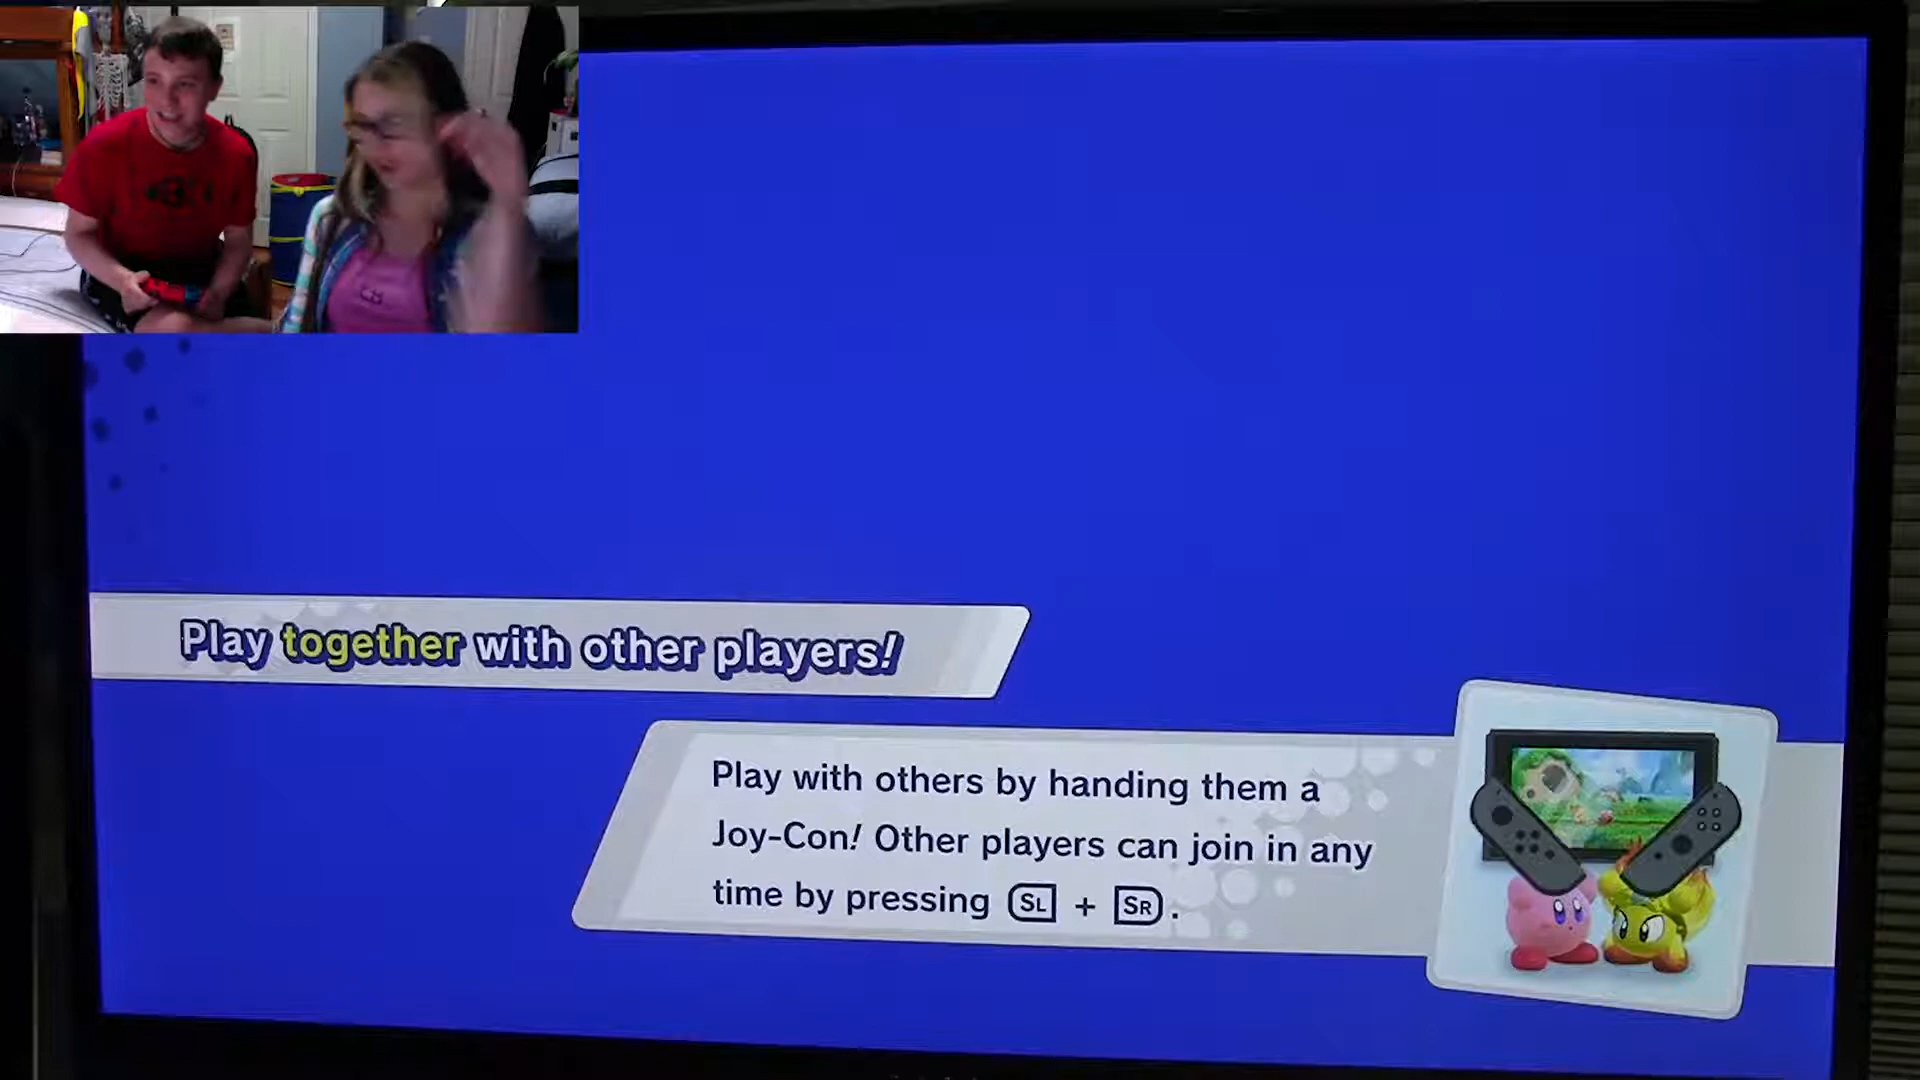 Play together with other players!
Play with others by handing them a
Joy-Con! Other players can join in any
time by pressing SL + SR.